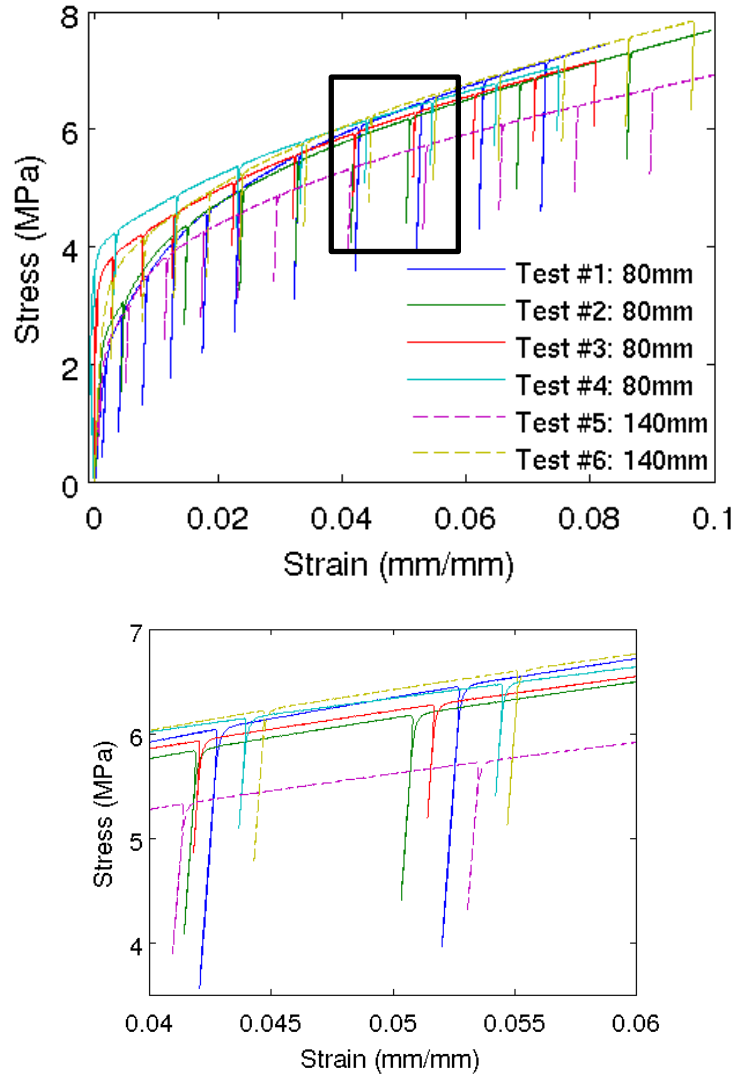 8
6
4
2
0
Stress (MPa)
Test #1: 80mm
Test #2: 80mm
Test #3: 80mm
Test #4: 80mm
Test #5: 140mm
Test #6: 140mm
0 0.02 0.04 0.06 0.08 0.1
Strain (mm/mm)
7
6
5
4
Stress (MPa)
0.04 0.045 0.05 0.055 0.06
Strain (mm/mm)